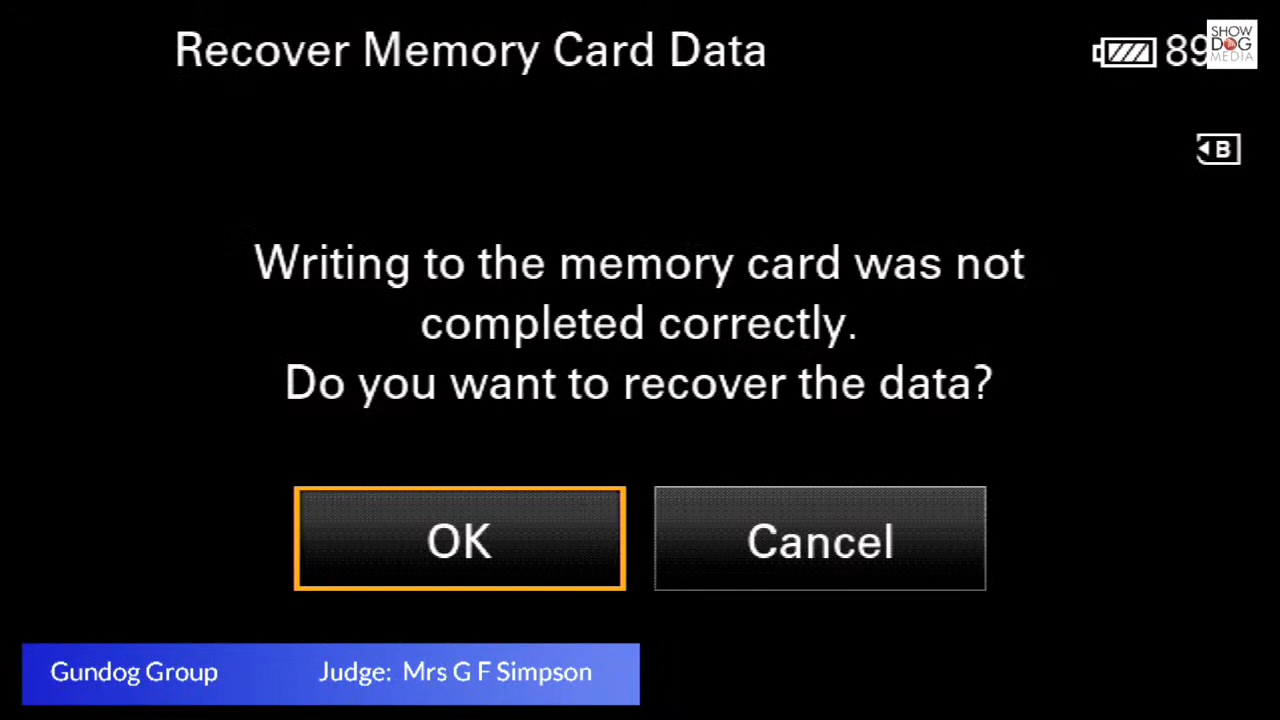 Recover Memory Card Data
89
SHOW
DOG
MEDIA
B
Writing to the memory card was not
completed correctly.
Do you want to recover the data?
OK
Cancel
Gundog Group
Judge: Mrs G F Simpson